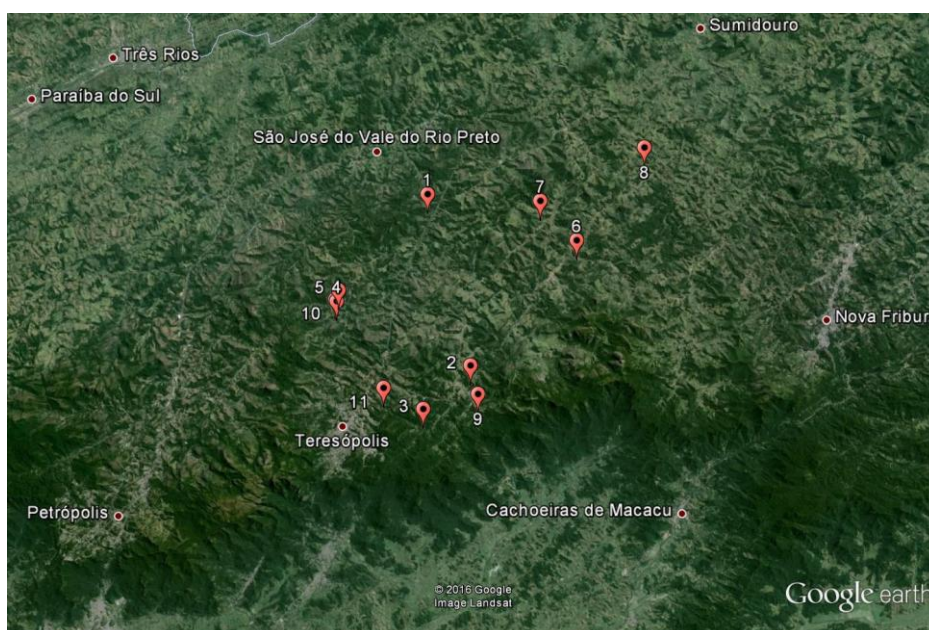 Sumidouro
Três Rios
Paraíba do Sul
São José do Vale do Rio Preto
1
7
8
6
5
4
10
Nova Fribur
2
11
3
9
Teresópolis
Petrópolis
Cachoeiras de Macacu
© 2016 Google
Image Landsat
Google earth